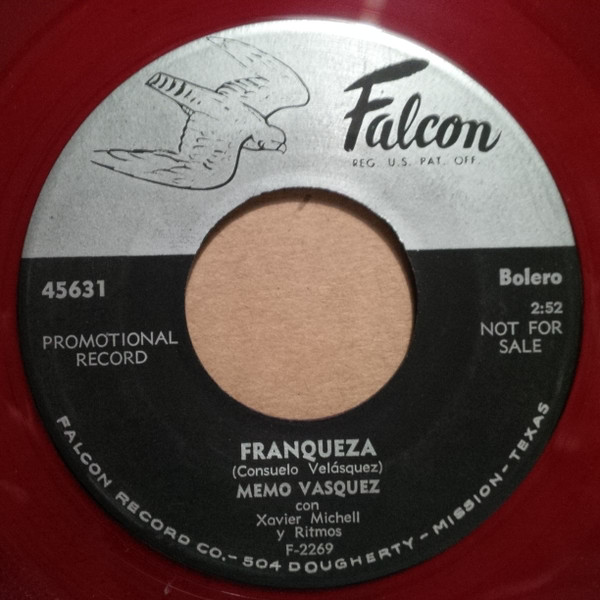 Falcon
REG. U.S. PAT. OFF.
45631
Bolero
2:52
PROMOTIONAL
RECORD
NOT FOR
SALE
FRANQUEZA
(Consuelo Velásquez)
MEMO VASQUEZ
con
Xavier Michell
y Ritmos
F-2269
FALCON RECORD CO.-504 DOUGHERTY-MISSION-TEXAS